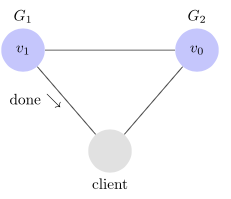 G₁ G₂
v₁ v₀
done
client